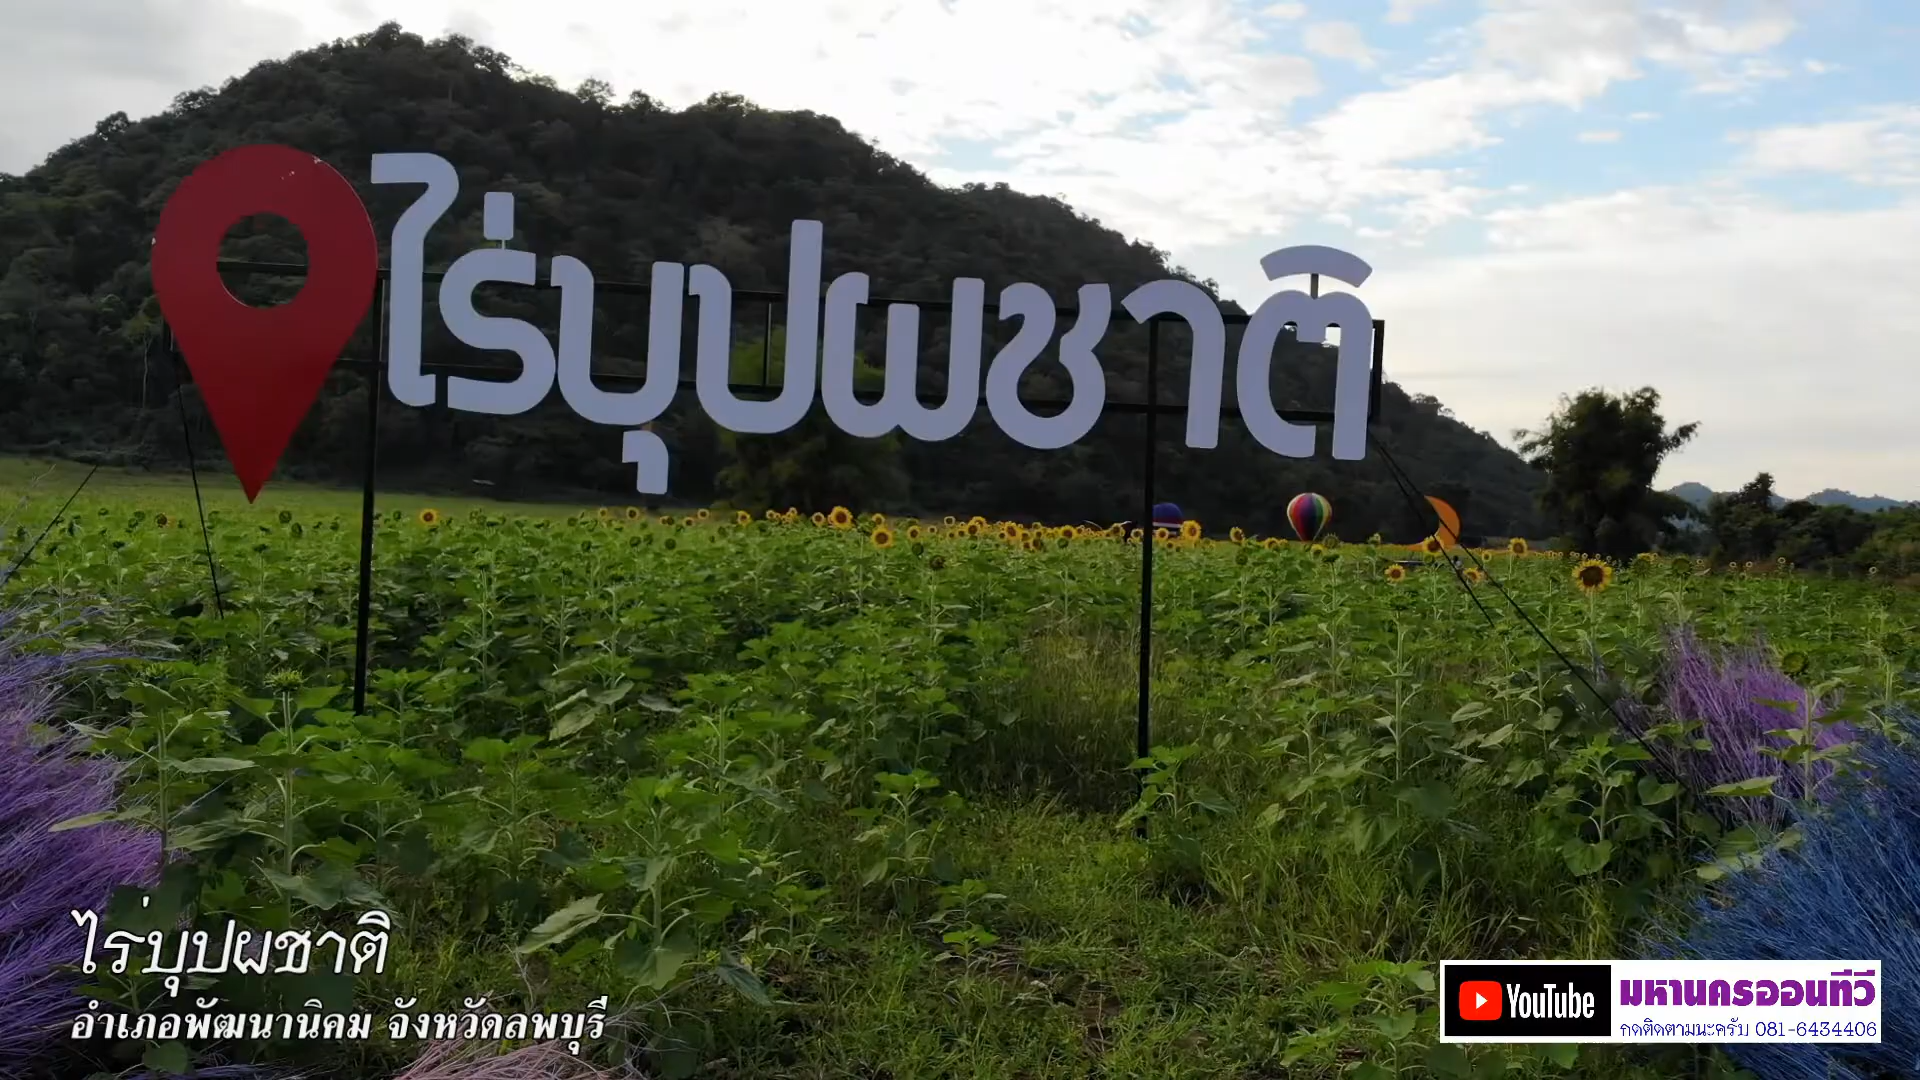 ไร่บุปผชาติ
ไร่บุปผชาติ
อำเภอพัฒนานิคม จังหวัดลพบุรี
YouTube
มหานครออนทีวี
กดติดตามนะครับ 081-6434406